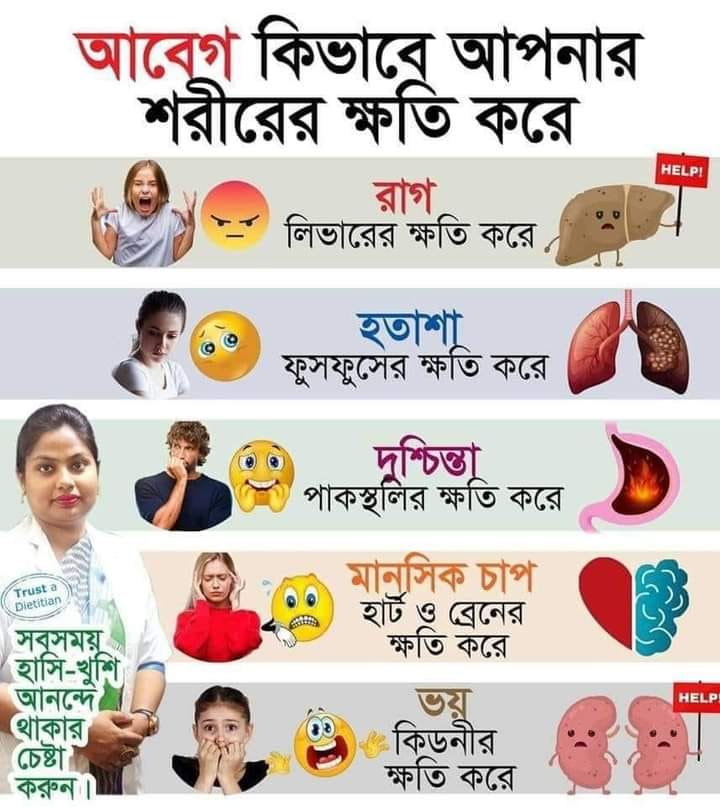 আবেগ কিভাবে আপনার
শরীরের ক্ষতি করে
রাগ
লিভারের ক্ষতি করে
HELP!
হতাশা
ফুসফুসের ক্ষতি করে
দুশ্চিন্তা
পাকস্থলির ক্ষতি করে
মানসিক চাপ
হার্ট ও ব্রেনের
ক্ষতি করে
ভয়
কিডনীর
ক্ষতি করে
HELP
Trust a
Dietitian
সবসময়
হাসি-খুশি
আনন্দে
থাকার
চেষ্টা
করুন।